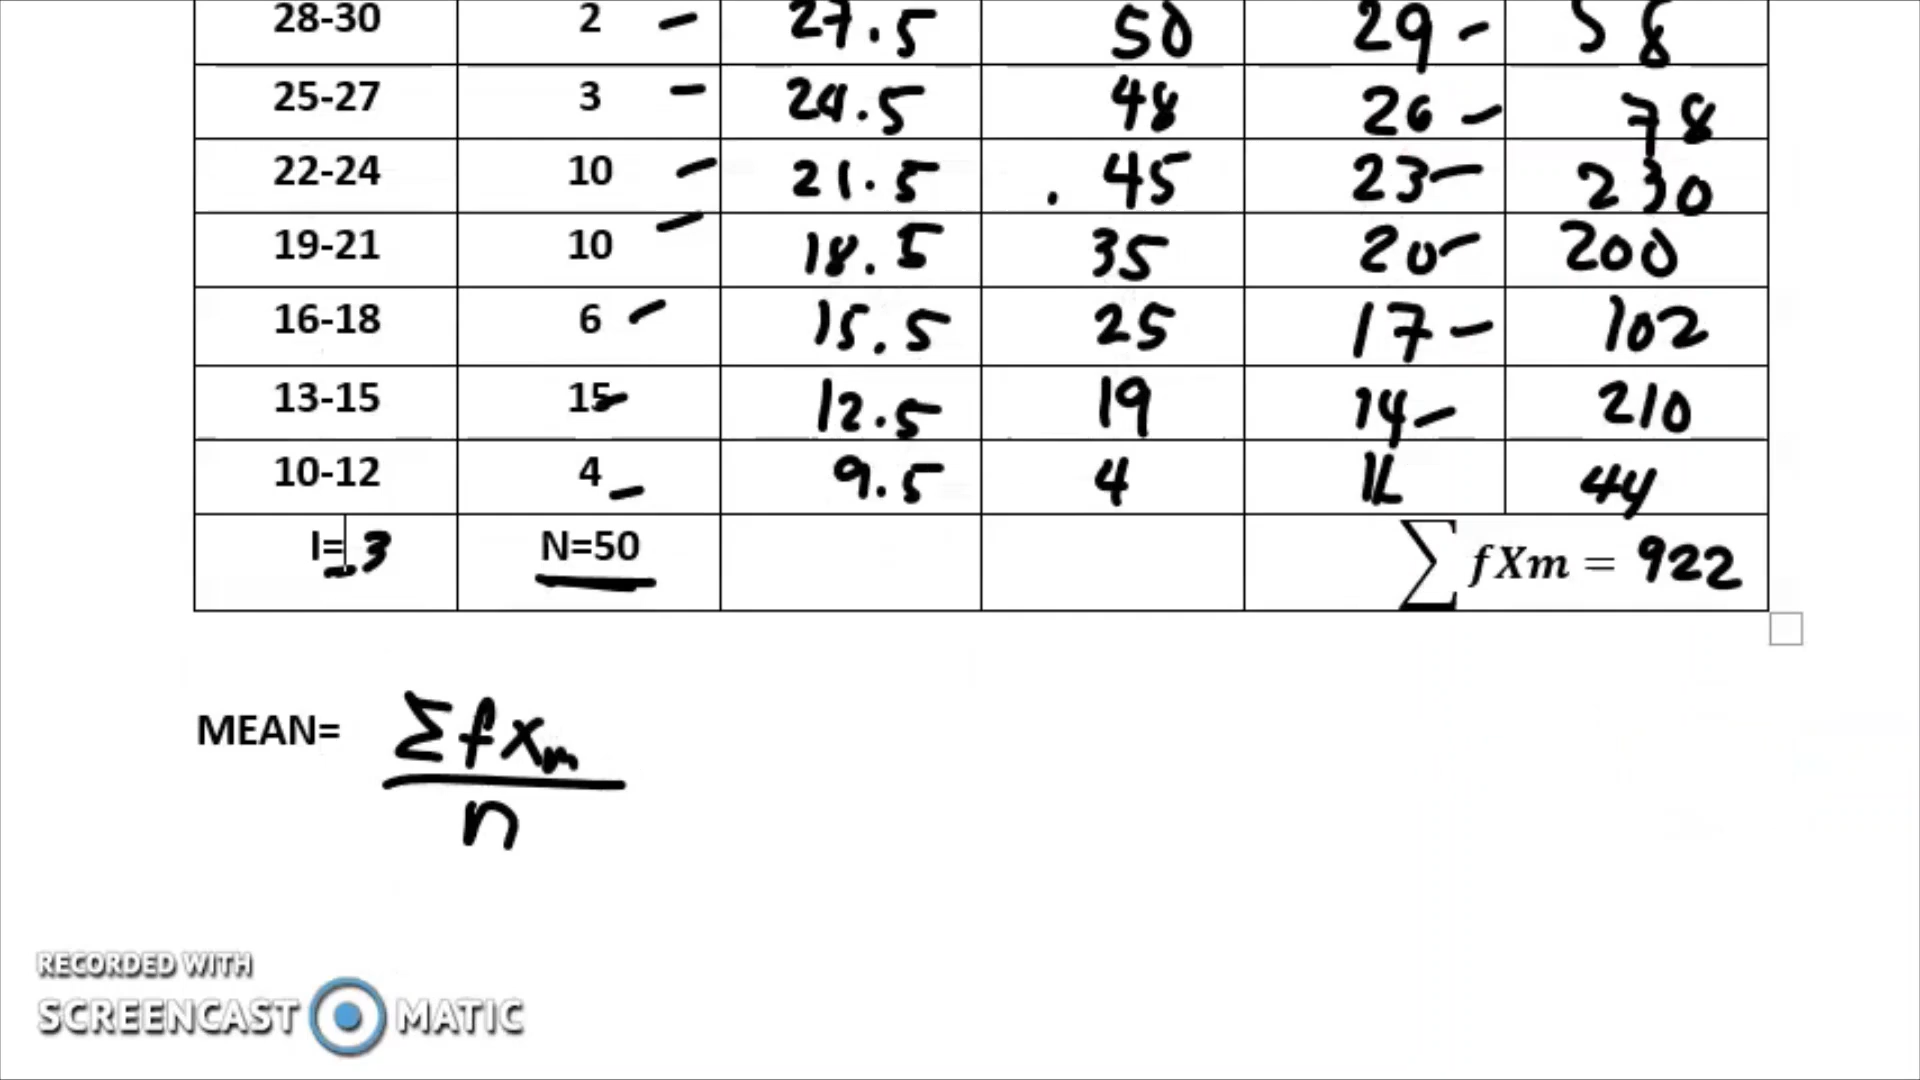 28-30 2 – 27.5 50 29 – 58
25-27 3 – 24.5 48 26 – 78
22-24 10 – 21.5 . 45 23 – 230
19-21 10 – 18.5 35 20 – 200
16-18 6 – 15.5 25 17 – 102
13-15 15 – 12.5 19 14 – 210
10-12 4 – 9.5 4 11 44
I= 3 N=50 ∑ fXm = 922
MEAN= Σfxm
n
RECORDED WITH
SCREENCAST MATIC